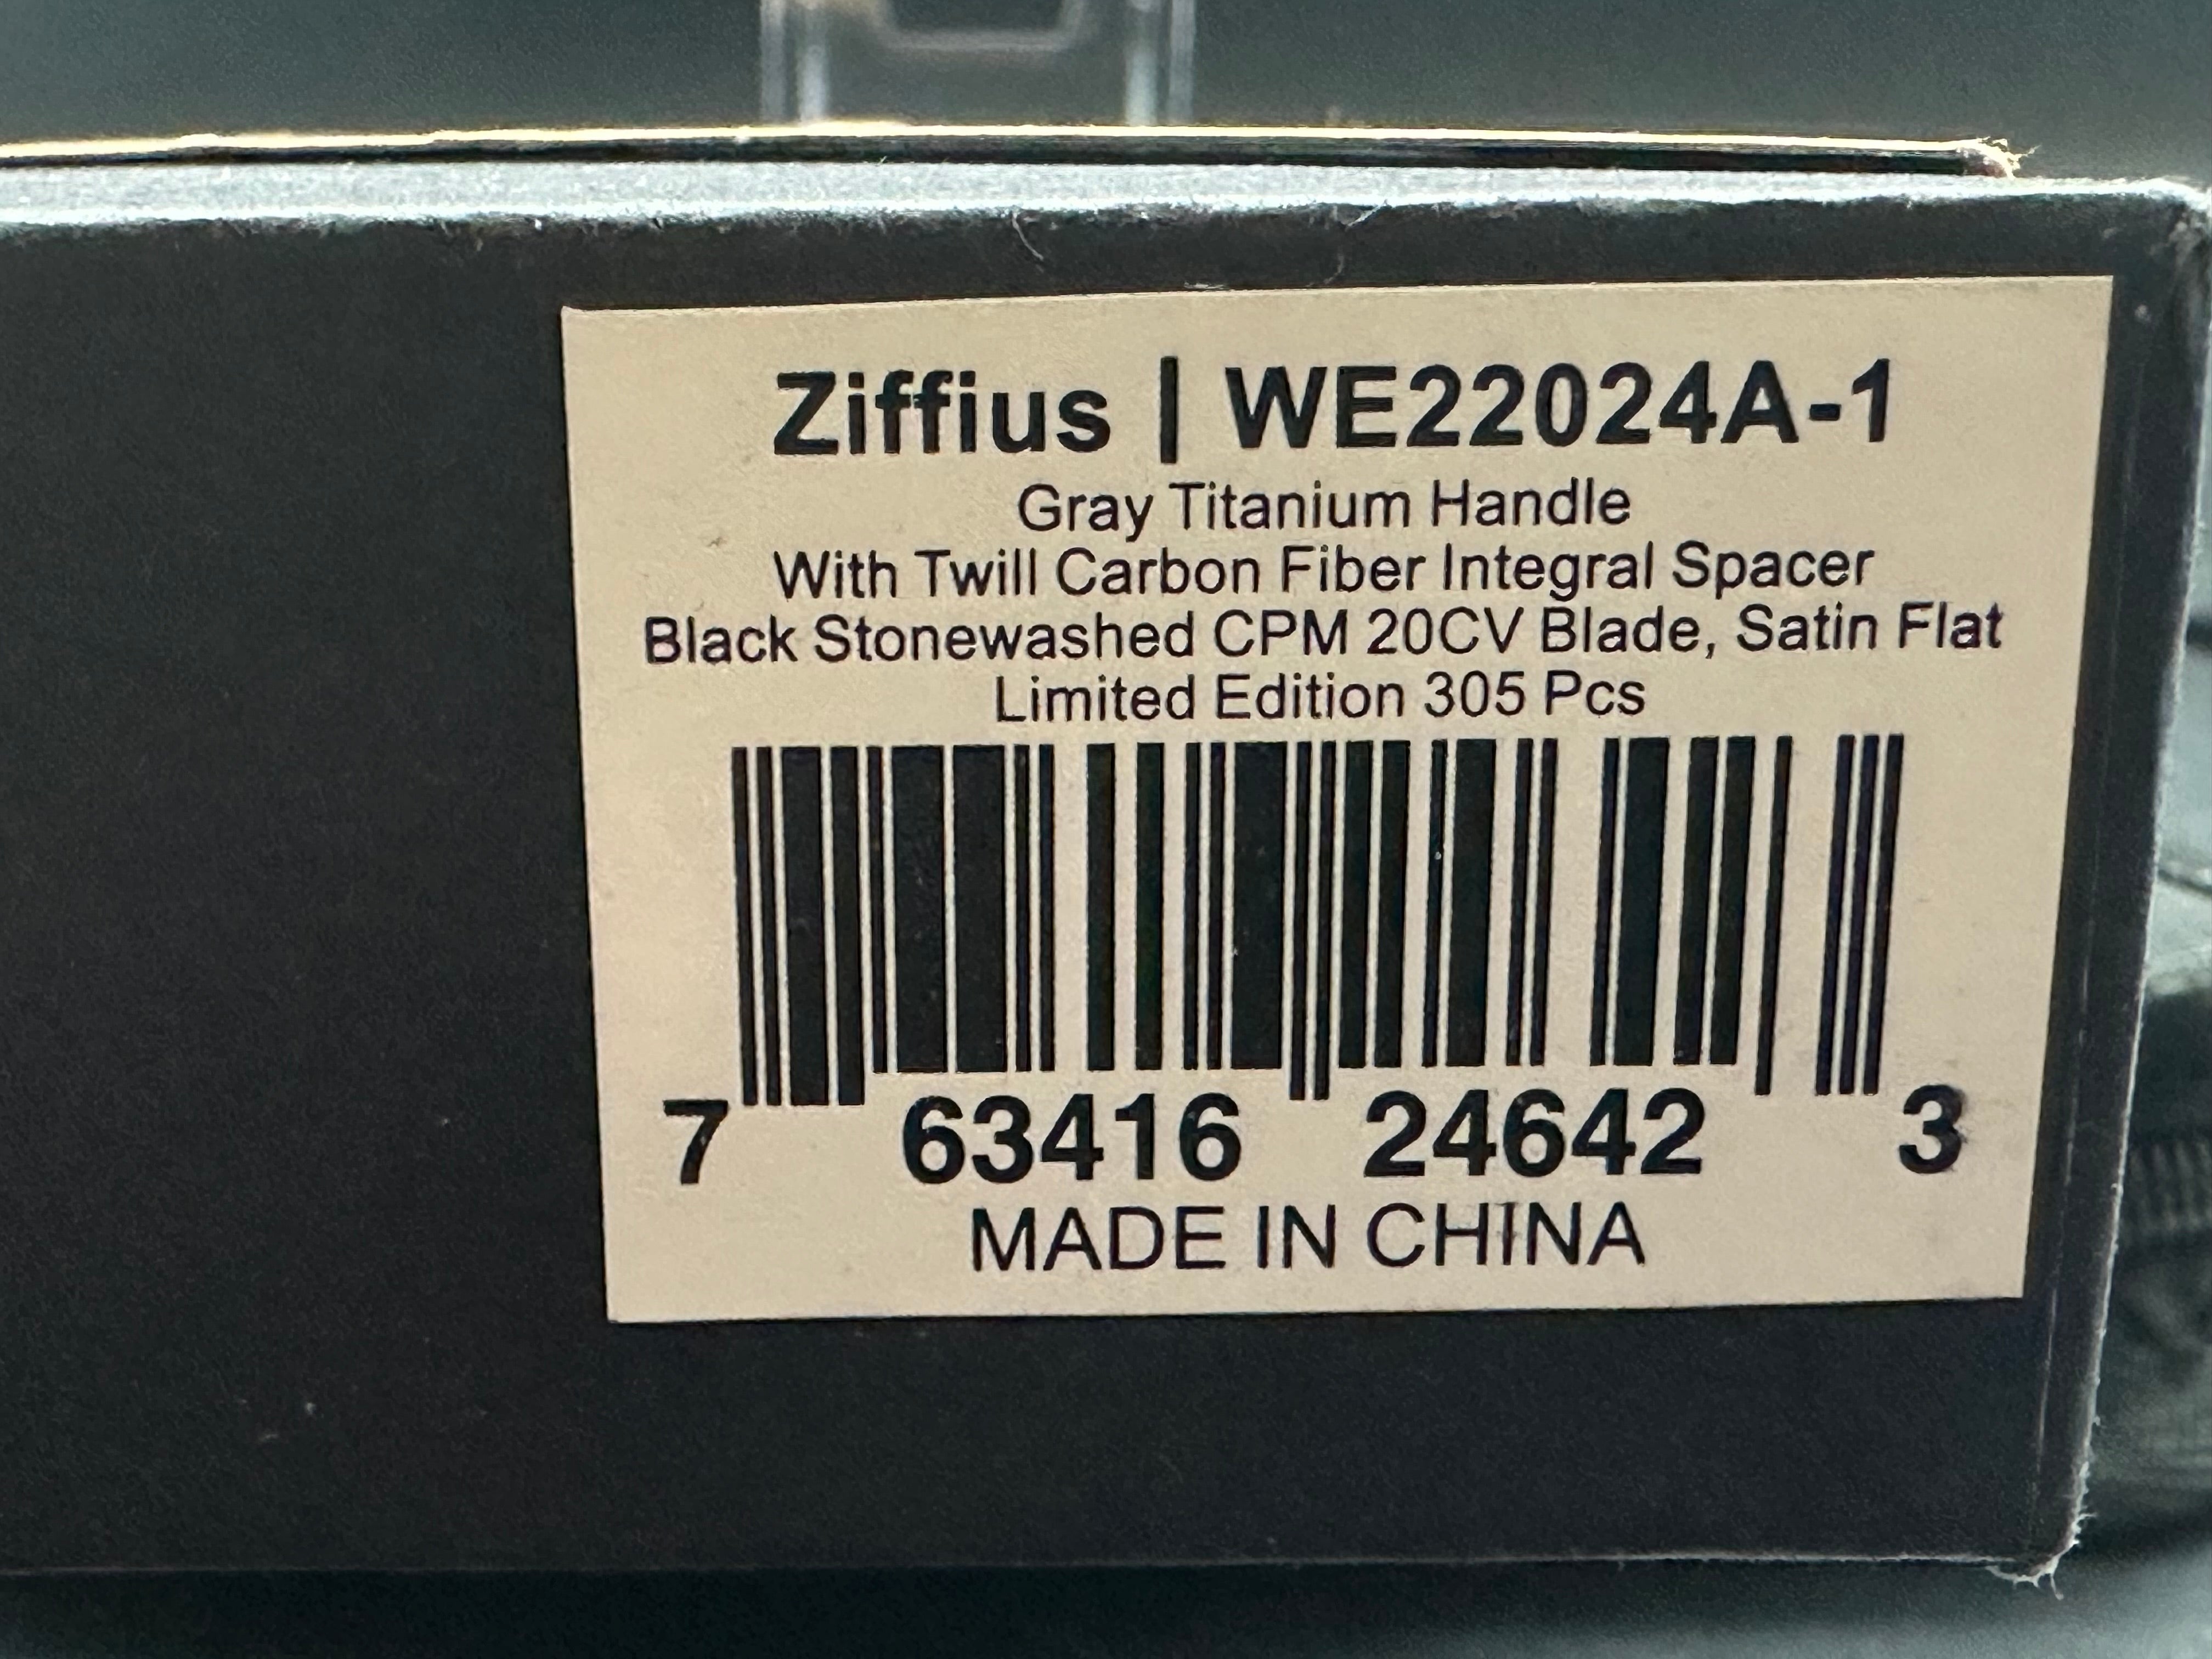 Ziffius | WE22024A-1
Gray Titanium Handle
With Twill Carbon Fiber Integral Spacer
Black Stonewashed CPM 20CV Blade, Satin Flat
Limited Edition 305 Pcs
7 63416 24642 3
MADE IN CHINA